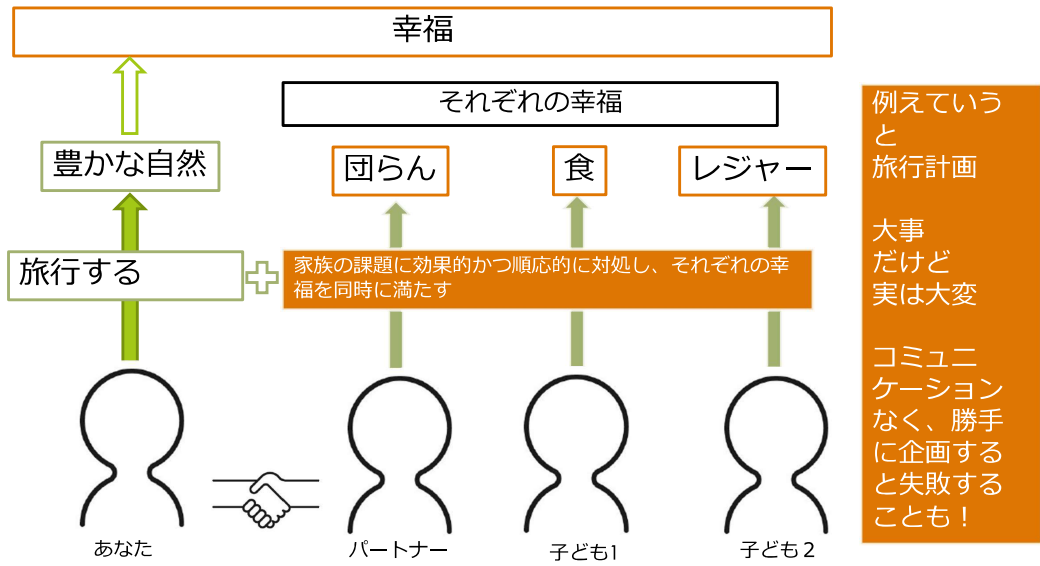 幸福
それぞれの幸福
豊かな自然
団らん
食
レジャー
旅行する
家族の課題に効果的かつ順応的に対処し、それぞれの幸
福を同時に満たす
あなた
パートナー
子ども1
子ども２
例えていう
と
旅行計画
大事
だけど
実は大変
コミュニ
ケーション
なく、勝手
に企画する
と失敗する
ことも！